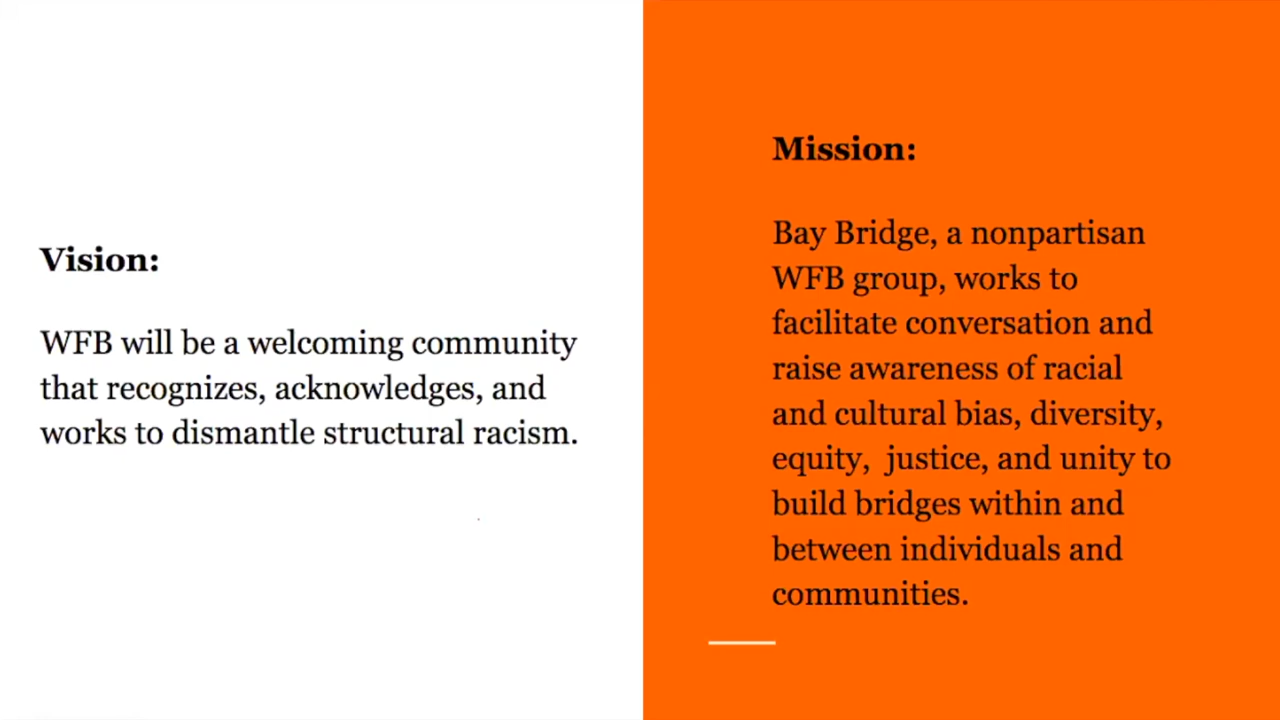 Vision:
WFB will be a welcoming community
that recognizes, acknowledges, and
works to dismantle structural racism.
Mission:
Bay Bridge, a nonpartisan
WFB group, works to
facilitate conversation and
raise awareness of racial
and cultural bias, diversity,
equity,  justice, and unity to
build bridges within and
between individuals and
communities.